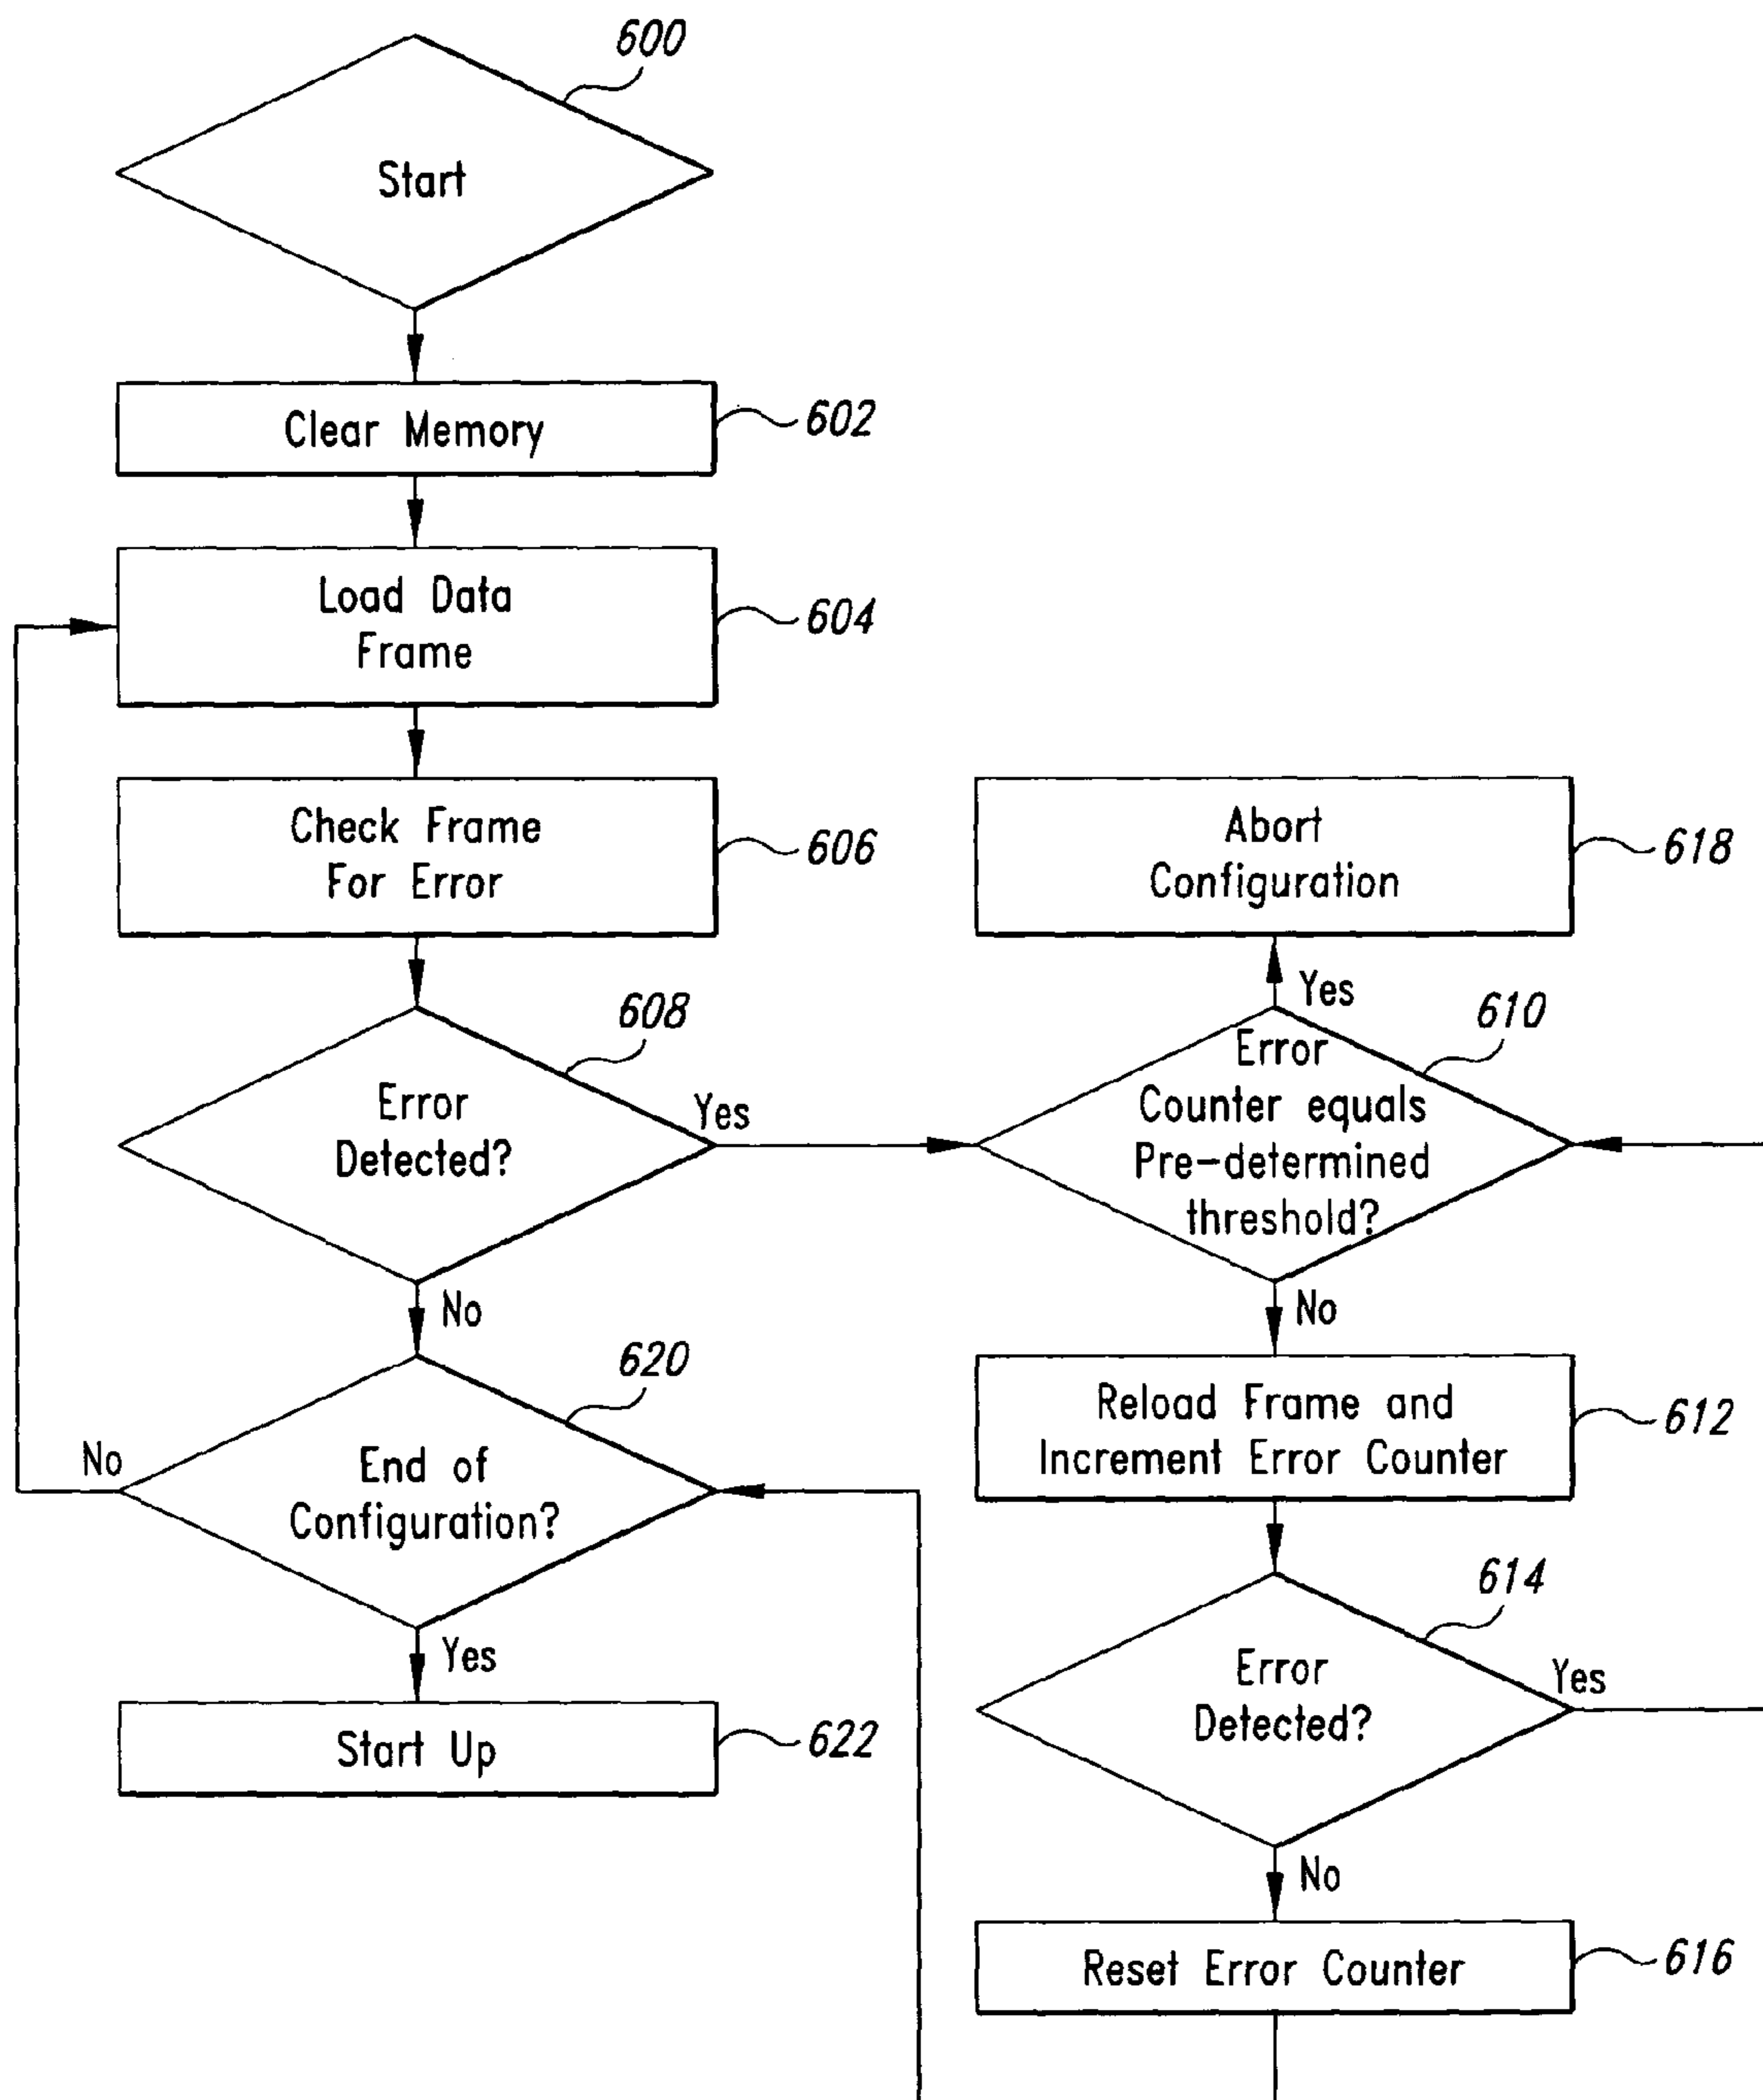 600
Start
Clear Memory
602
Load Data
Frame
604
Check Frame
For Error
606
Abort
Configuration
618
608
Error
Detected?
Yes
No
Yes
610
Error
Counter equals
Pre-determined
threshold?
No
620
End of
Configuration?
No
Yes
Reload Frame and
Increment Error Counter
612
614
Error
Detected?
Yes
No
Start Up
622
Reset Error Counter
616